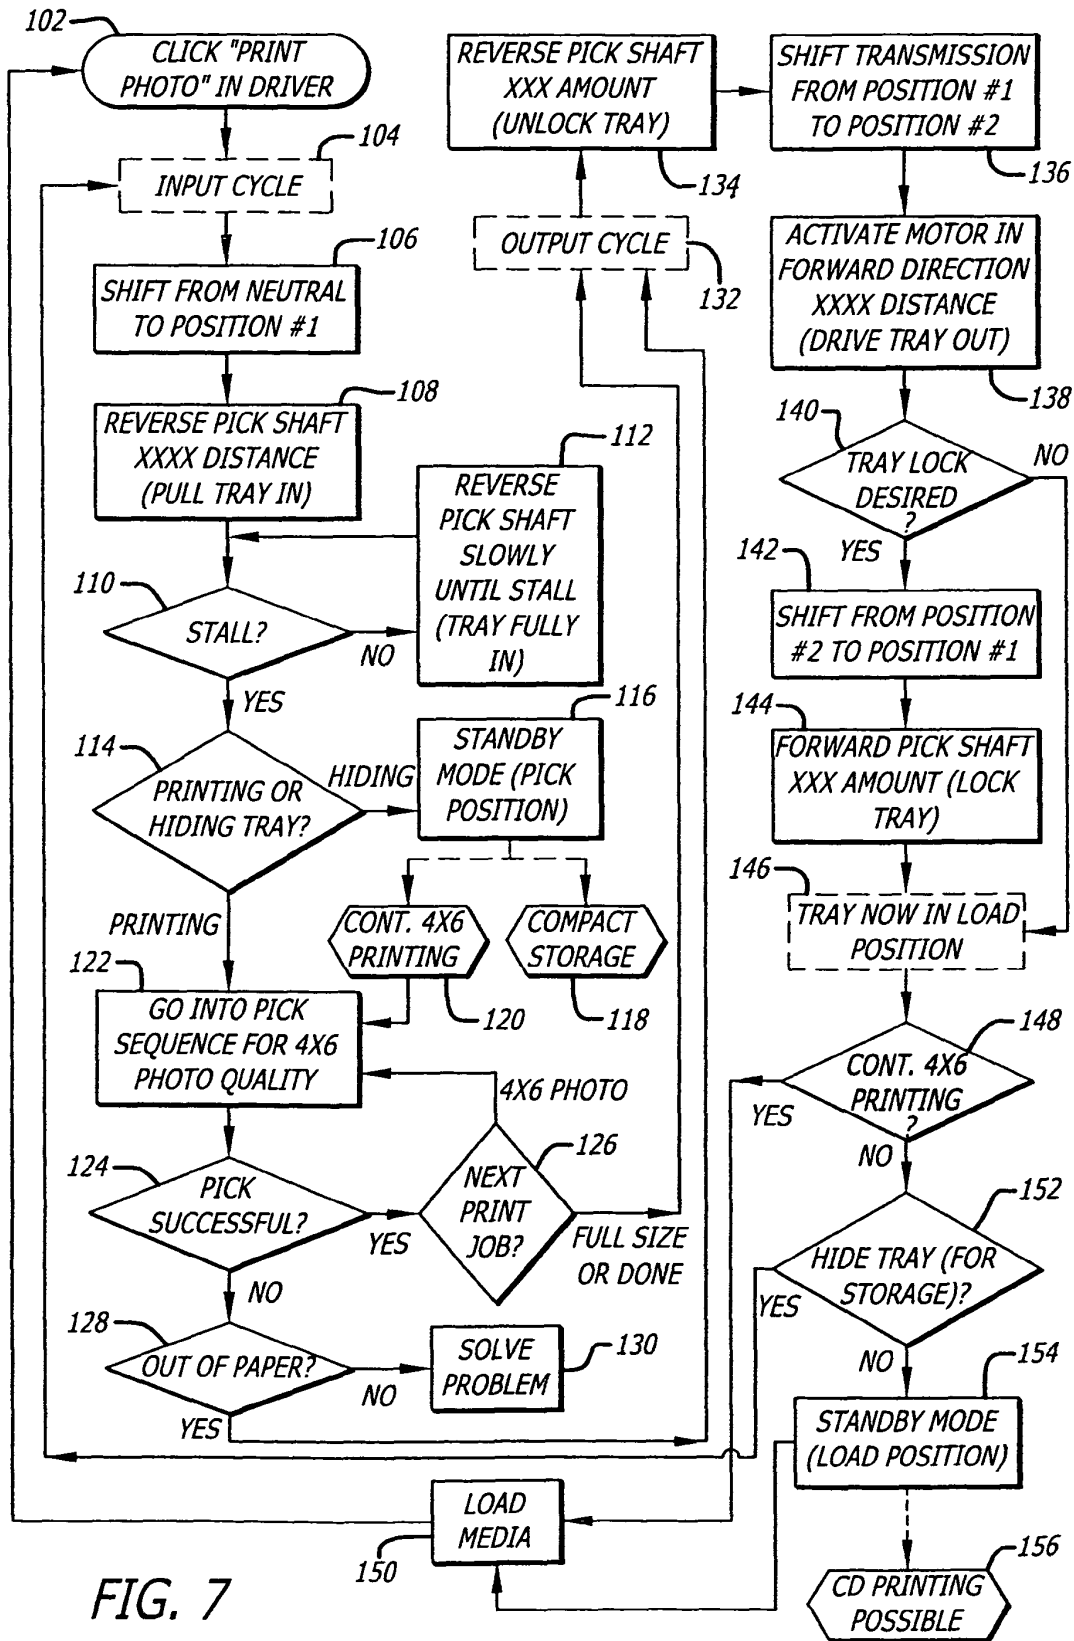 102
CLICK "PRINT
PHOTO" IN DRIVER
104
INPUT CYCLE
106
SHIFT FROM NEUTRAL
TO POSITION #1
108
REVERSE PICK SHAFT
XXXX DISTANCE
(PULL TRAY IN)
110
STALL?
NO
YES
112
REVERSE
PICK SHAFT
SLOWLY
UNTIL STALL
(TRAY FULLY
IN)
114
PRINTING OR
HIDING TRAY?
HIDING
PRINTING
116
STANDBY
MODE (PICK
POSITION)
CONT. 4X6
PRINTING
120
COMPACT
STORAGE
118
122
GO INTO PICK
SEQUENCE FOR 4X6
PHOTO QUALITY
4X6 PHOTO
124
PICK
SUCCESSFUL?
YES
NO
126
NEXT
PRINT
JOB?
FULL SIZE
OR DONE
128
OUT OF PAPER?
NO
YES
SOLVE
PROBLEM
130
OUTPUT CYCLE
132
REVERSE PICK SHAFT
XXX AMOUNT
(UNLOCK TRAY)
134
SHIFT TRANSMISSION
FROM POSITION #1
TO POSITION #2
136
ACTIVATE MOTOR IN
FORWARD DIRECTION
XXXX DISTANCE
(DRIVE TRAY OUT)
138
140
TRAY LOCK
DESIRED
?
NO
YES
142
SHIFT FROM POSITION
#2 TO POSITION #1
144
FORWARD PICK SHAFT
XXX AMOUNT (LOCK
TRAY)
146
TRAY NOW IN LOAD
POSITION
148
CONT. 4X6
PRINTING
?
YES
NO
152
HIDE TRAY (FOR
STORAGE)?
YES
NO
154
STANDBY MODE
(LOAD POSITION)
LOAD
MEDIA
150
156
CD PRINTING
POSSIBLE
FIG. 7